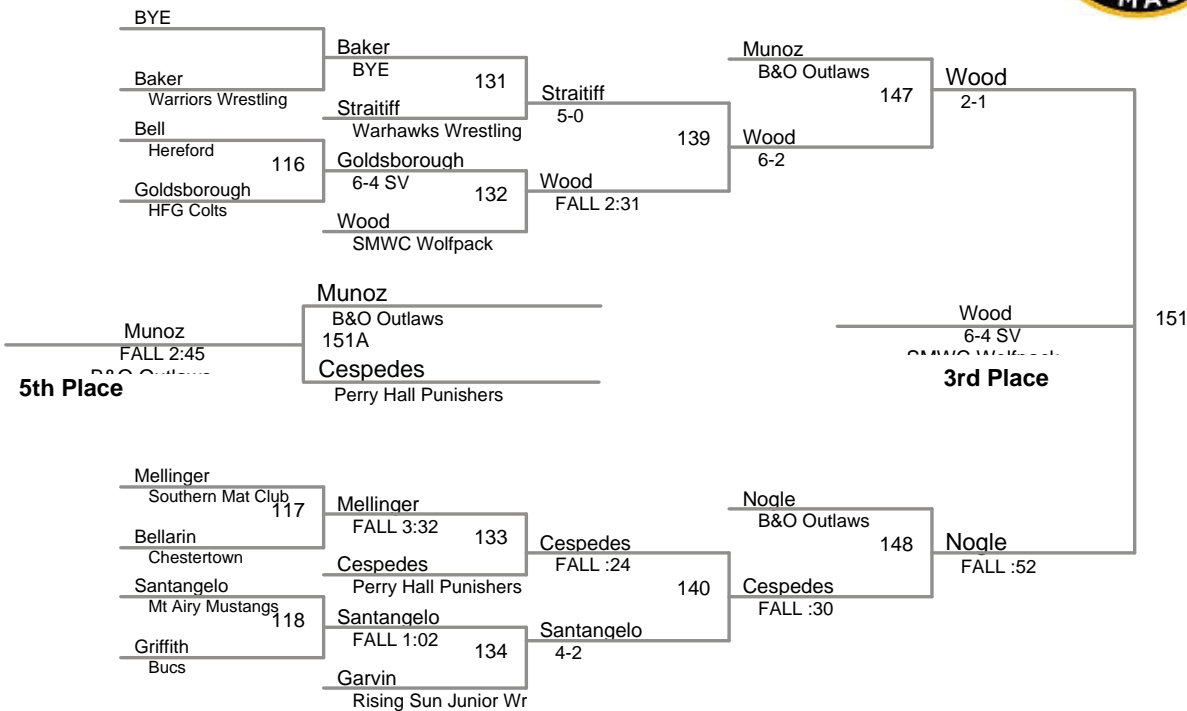 MA
BYE
Baker
Warriors Wrestling
Bell
Hereford
116
Goldsborough
HFG Colts
Baker
BYE
131
Straitiff
Warhawks Wrestling
Goldsborough
6-4 SV
132
Wood
SMWC Wolfpack
Straitiff
5-0
139
Wood
FALL 2:31
Munoz
B&O Outlaws
147
Wood
6-2
Wood
2-1
Munoz
B&O Outlaws
151A
Cespedes
Perry Hall Punishers
Munoz
FALL 2:45
B&O Outlaws
5th Place
Wood
6-4 SV
SMWC Wolfpack
3rd Place
151
Mellinger
Southern Mat Club
117
Bellarin
Chestertown
Santangelo
Mt Airy Mustangs
118
Griffith
Bucs
Mellinger
FALL 3:32
133
Cespedes
Perry Hall Punishers
Santangelo
FALL 1:02
134
Garvin
Rising Sun Junior Wr
Cespedes
FALL :24
140
Santangelo
4-2
Nogle
B&O Outlaws
148
Cespedes
FALL :30
Nogle
FALL :52